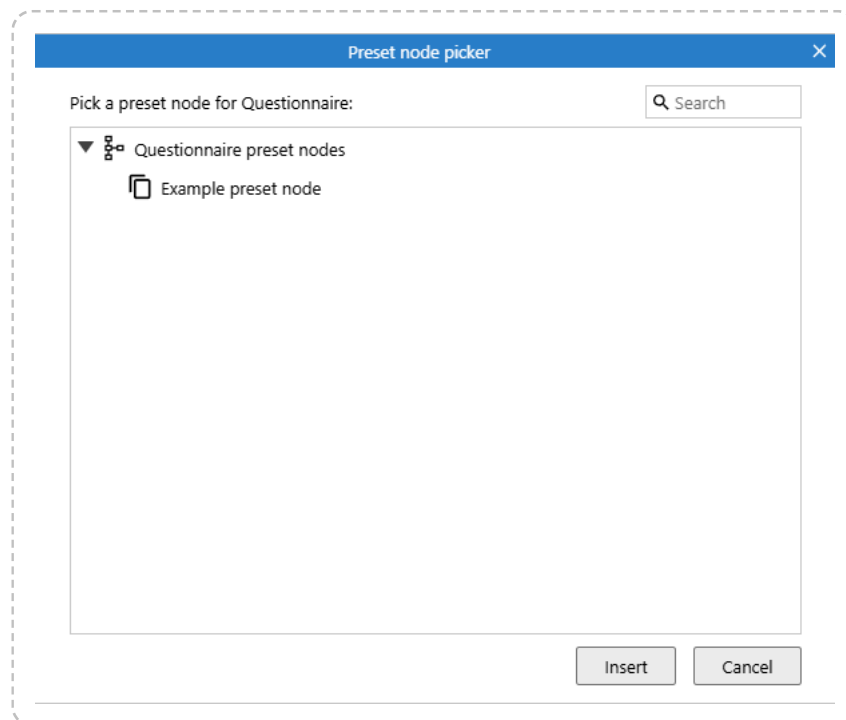 Preset node picker
Pick a preset node for Questionnaire:
Search
Questionnaire preset nodes
Example preset node
Insert
Cancel